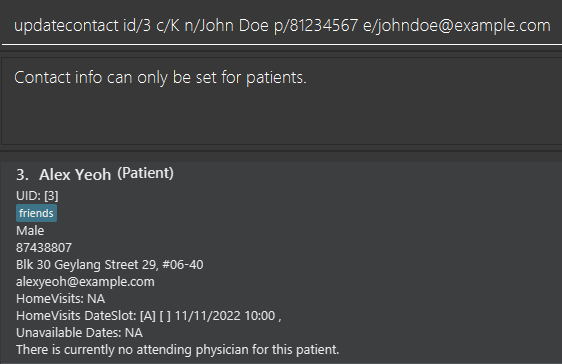 updatecontact id/3 c/K n/John Doe p/81234567 e/johndoe@example.com
Contact info can only be set for patients.
3. Alex Yeoh (Patient)
UID: [3]
friends
Male
87438807
Blk 30 Geylang Street 29, #06-40
alexyeoh@example.com
HomeVisits: NA
HomeVisits DateSlot: [A] [ ] 11/11/2022 10:00 ,
Unavailable Dates: NA
There is currently no attending physician for this patient.